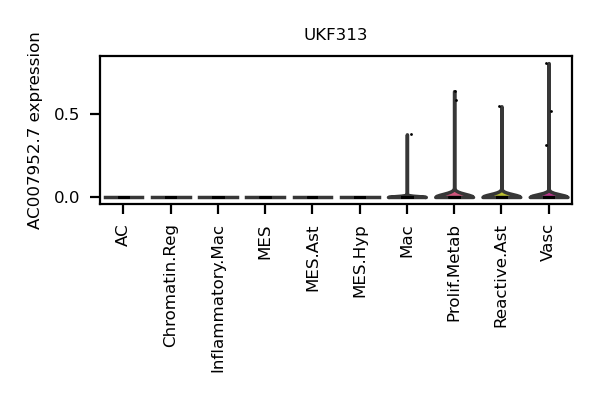 UKF313
AC007952.7 expression
0.5
0.0
AC
Chromatin.Reg
Inflammatory.Mac
MES
MES.Ast
MES.Hyp
Mac
Prolif.Metab
Reactive.Ast
Vasc